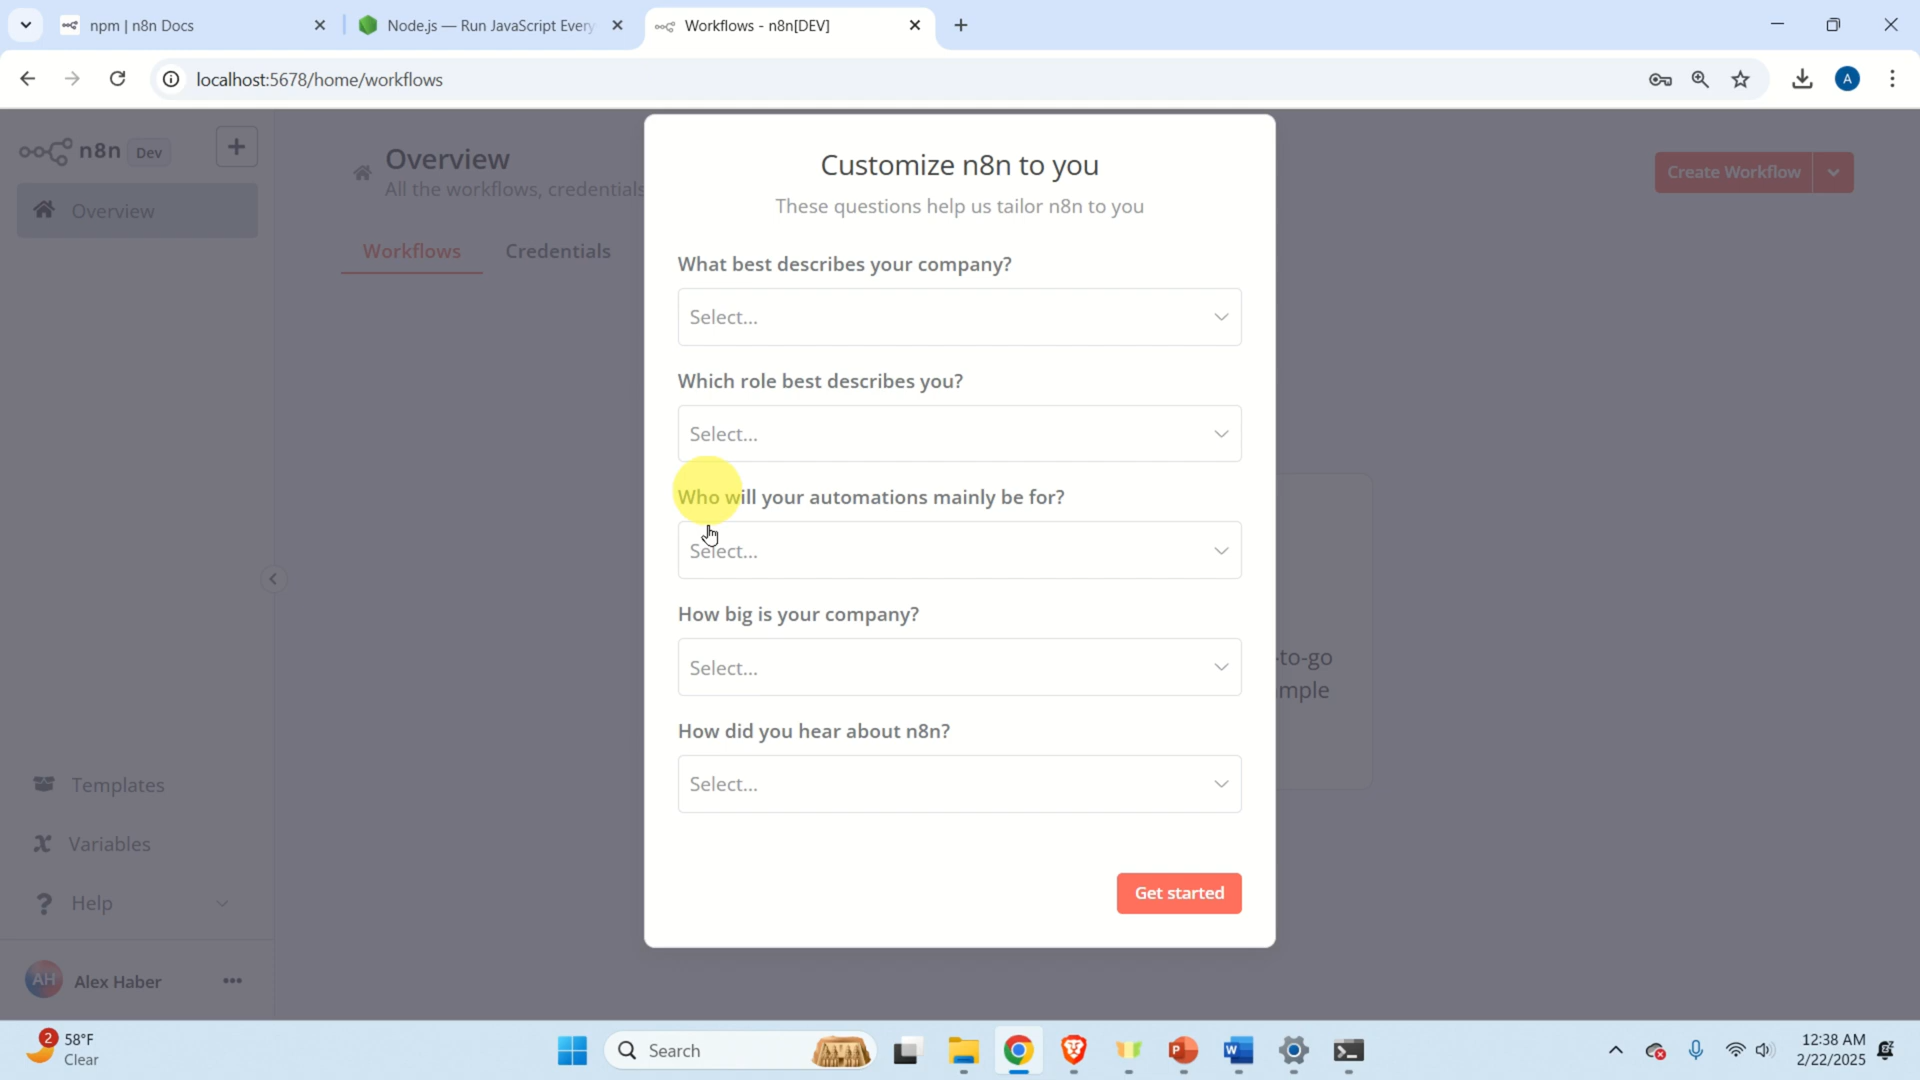 npm | n8n Docs
Node.js — Run JavaScript Every
Workflows - n8n[DEV]
localhost:5678/home/workflows
A
n8n Dev
Overview
Templates
Variables
Help
AH Alex Haber
Overview
All the workflows, credentials
Workflows Credentials
Create Workflow
Customize n8n to you
These questions help us tailor n8n to you
What best describes your company?
Select...
Which role best describes you?
Select...
Who will your automations mainly be for?
Select...
How big is your company?
Select...
How did you hear about n8n?
Select...
Get started
-to-go
mple
2
58°F
Clear
Search
P
W
12:38 AM
2/22/2025